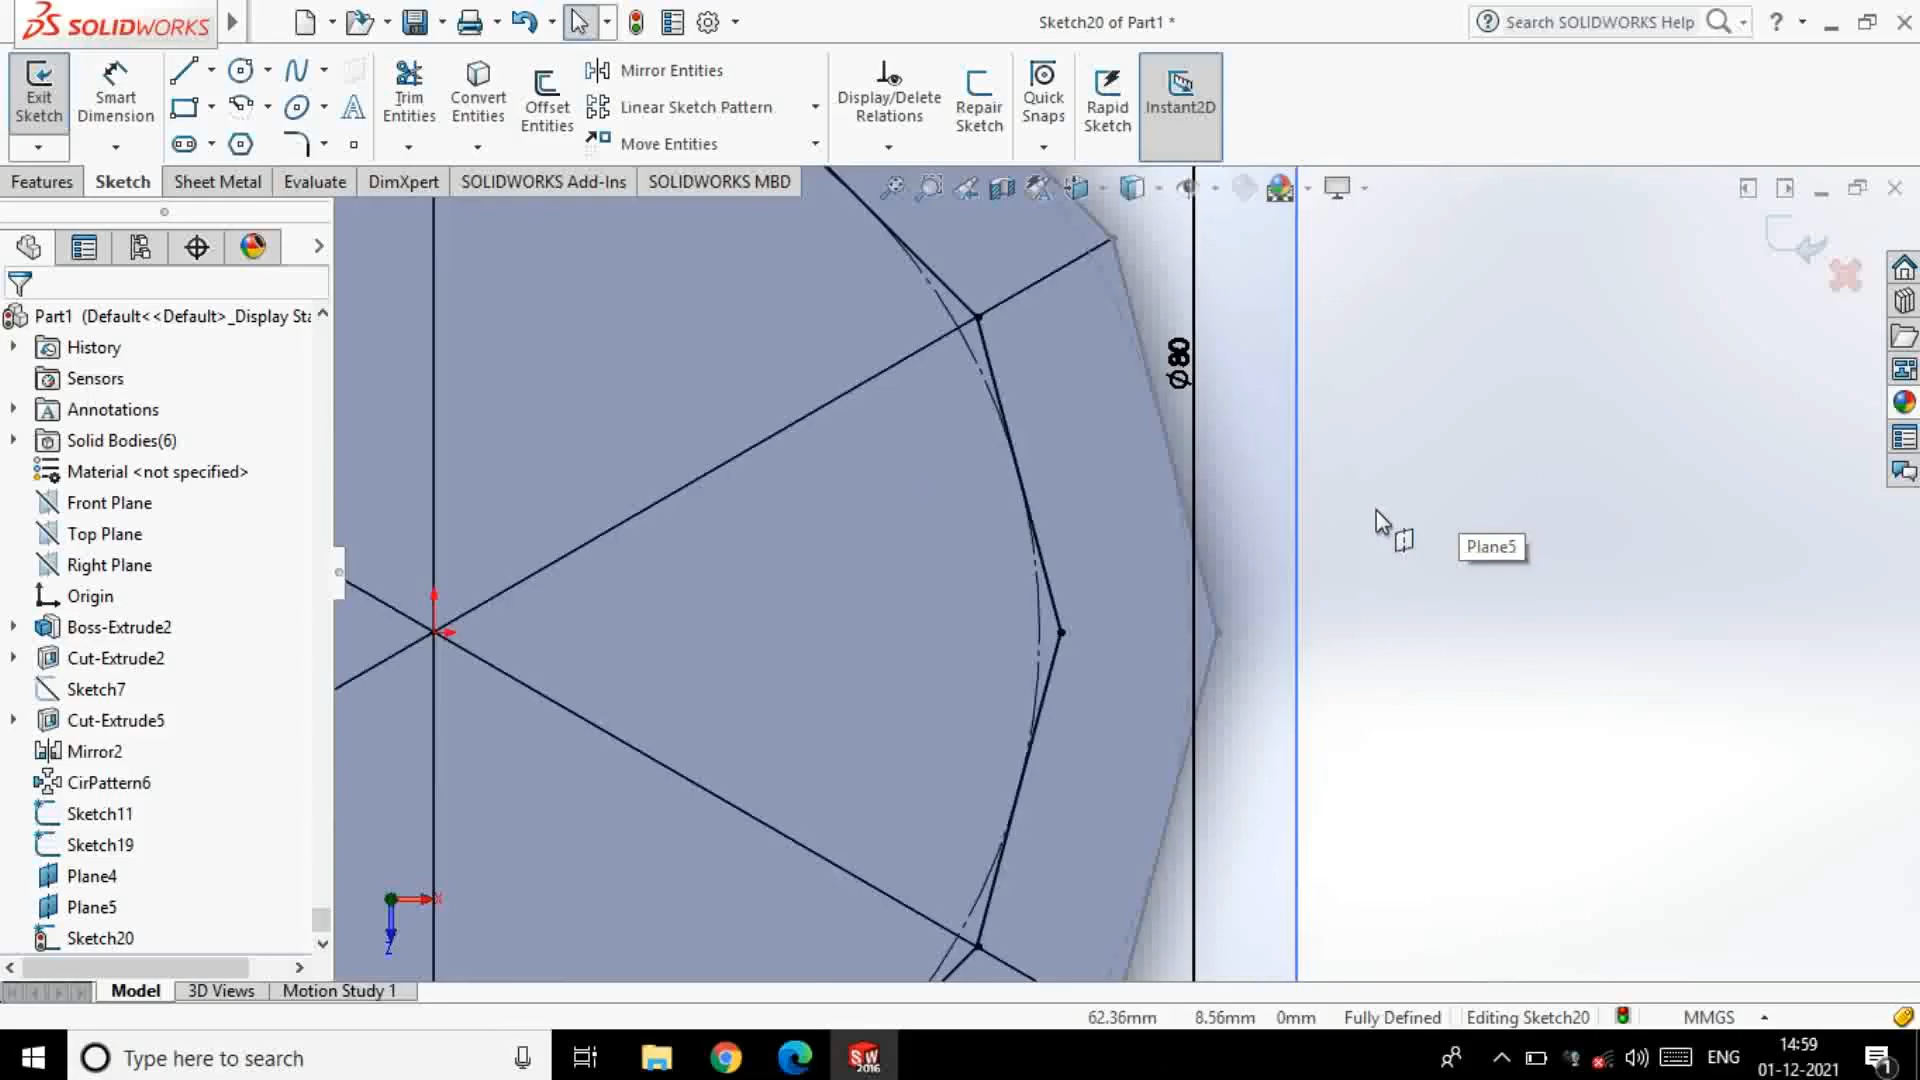 SOLIDWORKS
Sketch20 of Part1 *
Search SOLIDWORKS Help
?
Exit Sketch
Smart Dimension
Trim Entities
Convert Entities
Offset Entities
Mirror Entities
Linear Sketch Pattern
Move Entities
Display/Delete Relations
Repair Sketch
Quick Snaps
Rapid Sketch
Instant2D
Features
Sketch
Sheet Metal
Evaluate
DimXpert
SOLIDWORKS Add-Ins
SOLIDWORKS MBD
Part1 (Default<<Default>_Display Sta
History
Sensors
Annotations
Solid Bodies(6)
Material <not specified>
Front Plane
Top Plane
Right Plane
Origin
Boss-Extrude2
Cut-Extrude2
Sketch7
Cut-Extrude5
Mirror2
CirPattern6
Sketch11
Sketch19
Plane4
Plane5
Sketch20
Plane5
X
Z
Model
3D Views
Motion Study 1
62.36mm
8.56mm
0mm
Fully Defined
Editing Sketch20
MMGS
Type here to search
SW
2016
ENG
14:59
01-12-2021
1